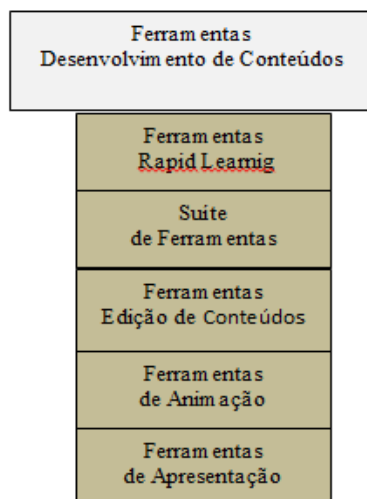 Ferramentas
Desenvolvimento de Conteúdos
Ferramentas
Rapid Learnig
Suite
de Ferramentas
Ferramentas
Edição de Conteúdos
Ferramentas
de Animação
Ferramentas
de Apresentação